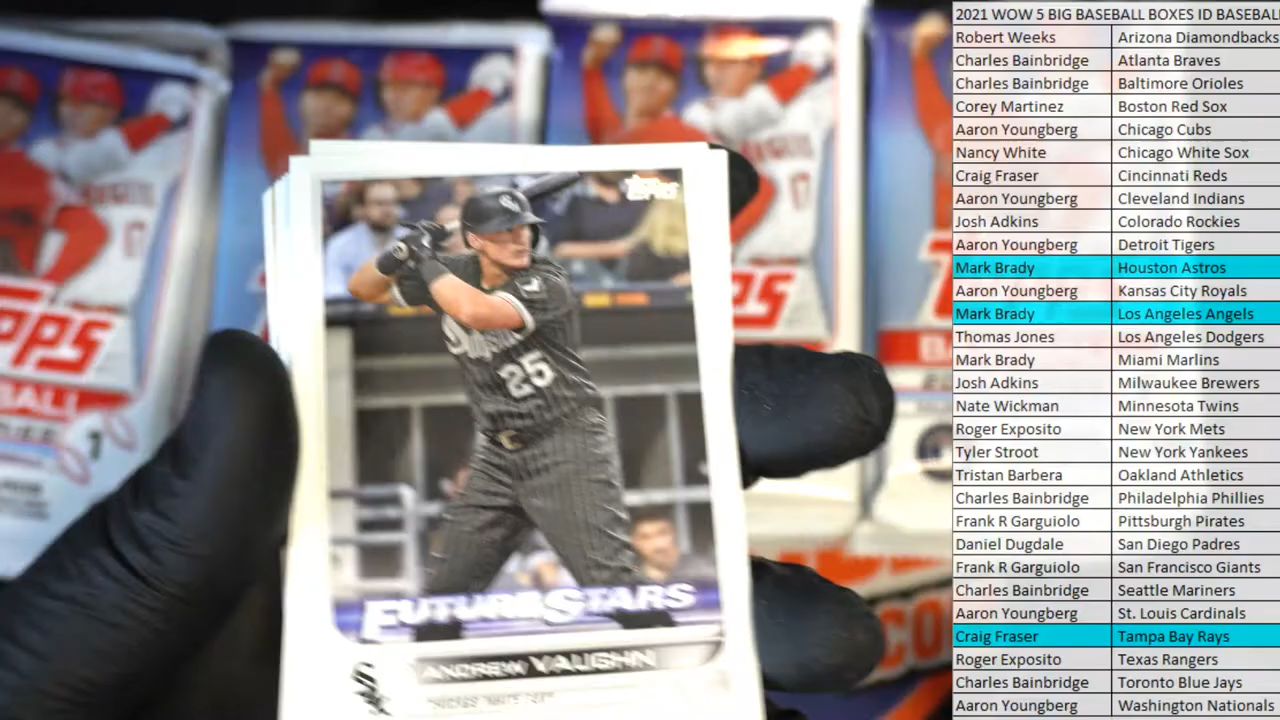 Topps
25
FUTURE STARS
ANDREW VAUGHN
CHICAGO WHITE SOX
17
2021 WOW 5 BIG BASEBALL BOXES ID BASEBAL
Robert Weeks Arizona Diamondbacks
Charles Bainbridge Atlanta Braves
Charles Bainbridge Baltimore Orioles
Corey Martinez Boston Red Sox
Aaron Youngberg Chicago Cubs
Nancy White Chicago White Sox
Craig Fraser Cincinnati Reds
Aaron Youngberg Cleveland Indians
Josh Adkins Colorado Rockies
Aaron Youngberg Detroit Tigers
Mark Brady Houston Astros
Aaron Youngberg Kansas City Royals
Mark Brady Los Angeles Angels
Thomas Jones Los Angeles Dodgers
Mark Brady Miami Marlins
Josh Adkins Milwaukee Brewers
Nate Wickman Minnesota Twins
Roger Exposito New York Mets
Tyler Stroot New York Yankees
Tristan Barbera Oakland Athletics
Charles Bainbridge Philadelphia Phillies
Frank R Garguiolo Pittsburgh Pirates
Daniel Dugdale San Diego Padres
Frank R Garguiolo San Francisco Giants
Charles Bainbridge Seattle Mariners
Aaron Youngberg St. Louis Cardinals
Craig Fraser Tampa Bay Rays
Roger Exposito Texas Rangers
Charles Bainbridge Toronto Blue Jays
Aaron Youngberg Washington Nationals